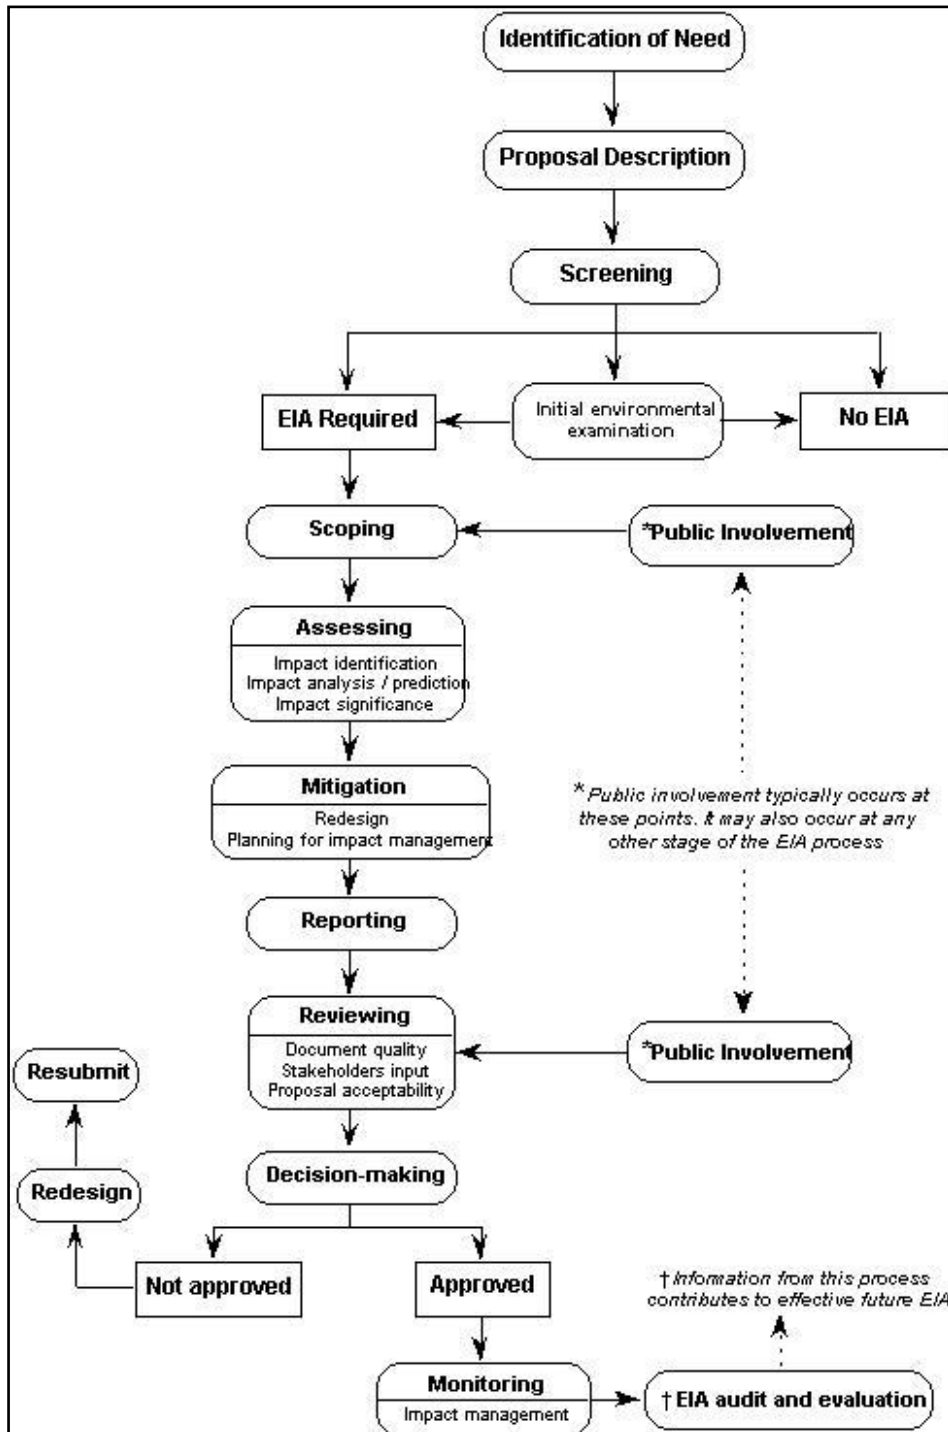 Identification of Need
Proposal Description
Screening
EIA Required
Initial environmental
examination
No EIA
Scoping
*Public Involvement
Assessing
Impact identification
Impact analysis / prediction
Impact significance
Mitigation
Redesign
Planning for impact management
* Public involvement typically occurs at
these points. It may also occur at any
other stage of the EIA process
Reporting
Reviewing
Document quality
Stakeholders input
Proposal acceptability
*Public Involvement
Resubmit
Redesign
Decision-making
Not approved
Approved
† Information from this process
contributes to effective future EIA
Monitoring
Impact management
† EIA audit and evaluation